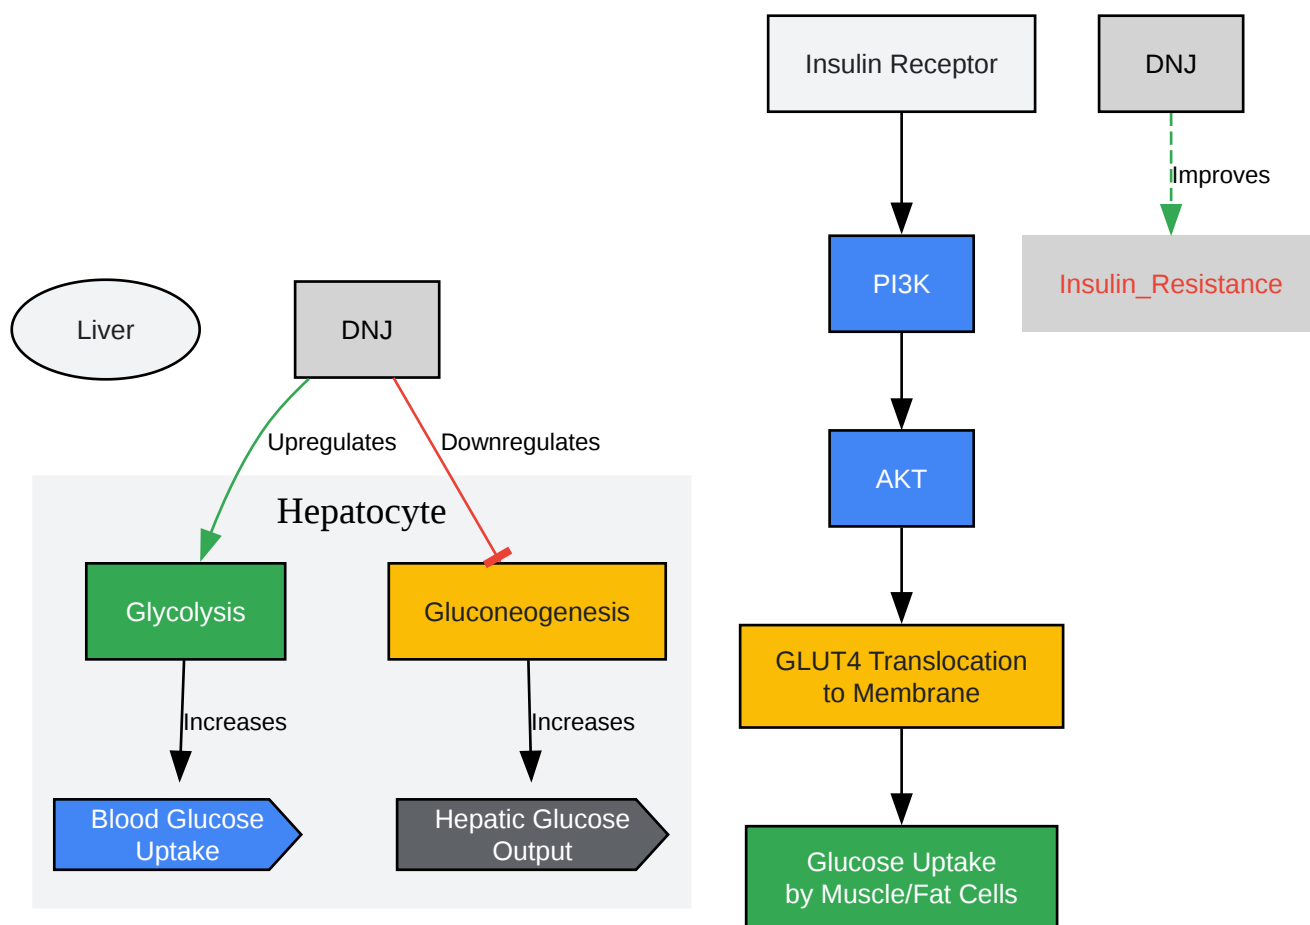 Insulin Receptor
DNJ
Improves
PI3K
Insulin_Resistance
Liver
DNJ
Upregulates
Downregulates
AKT
Hepatocyte
Glycolysis
Gluconeogenesis
GLUT4 Translocation
to Membrane
Increases
Increases
Blood Glucose
Uptake
Hepatic Glucose
Output
Glucose Uptake
by Muscle/Fat Cells